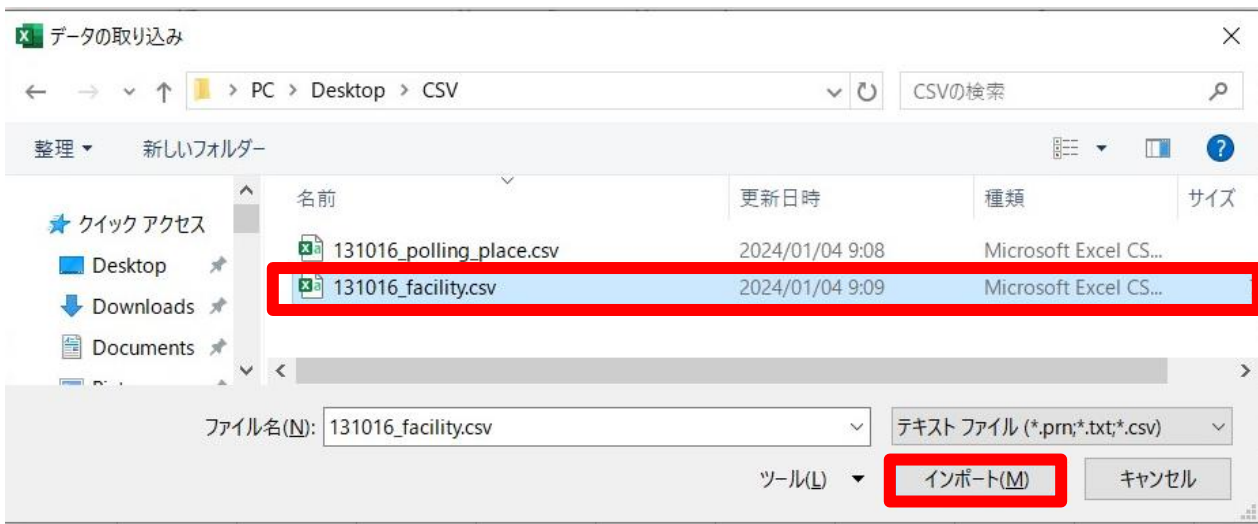 データの取り込み
PC > Desktop > CSV
CSVの検索
整理 新しいフォルダー
名前 更新日時 種類 サイズ
クイック アクセス
131016_polling_place.csv 2024/01/04 9:08 Microsoft Excel CS...
Desktop
131016_facility.csv 2024/01/04 9:09 Microsoft Excel CS...
Downloads
Documents
ファイル名(N): 131016_facility.csv テキスト ファイル (*.prn;*.txt;*.csv)
ツール(L) インポート(M) キャンセル